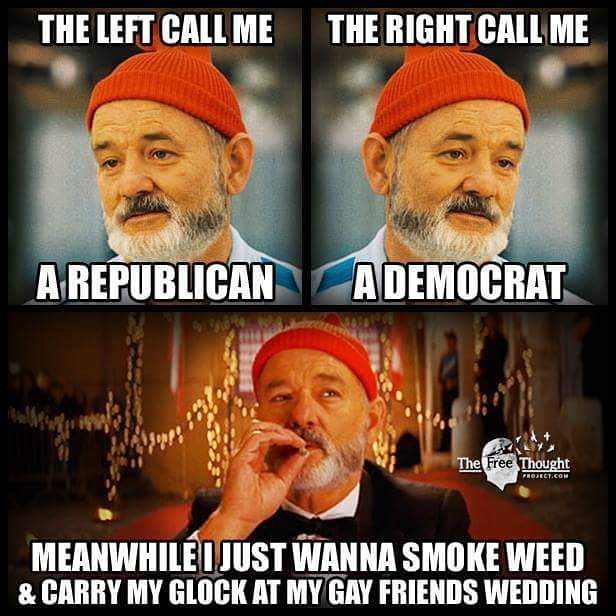 THE LEFT CALL ME
A REPUBLICAN
THE RIGHT CALL ME
A DEMOCRAT
The Free Thought
PROJECT.COM
MEANWHILE I JUST WANNA SMOKE WEED
& CARRY MY GLOCK AT MY GAY FRIENDS WEDDING